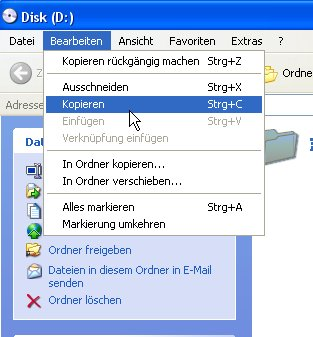 Disk (D:)
Datei Bearbeiten Ansicht Favoriten Extras ?
Kopieren rückgängig machen Strg+Z
Ausschneiden Strg+X
Kopieren Strg+C
Einfügen Strg+V
Verknüpfung einfügen
In Ordner kopieren...
In Ordner verschieben...
Alles markieren Strg+A
Markierung umkehren
Z
Ordne
Adresse
Dat
Ordner freigeben
Dateien in diesem Ordner in E-Mail
senden
Ordner löschen